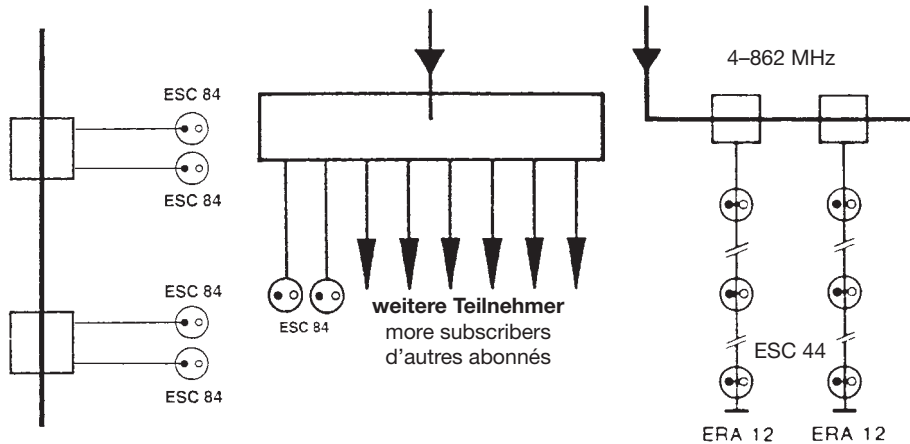 ESC 84
ESC 84
ESC 84
ESC 84
ESC 84
weitere Teilnehmer
more subscribers
d'autres abonnés
4–862 MHz
ESC 44
ERA 12
ERA 12